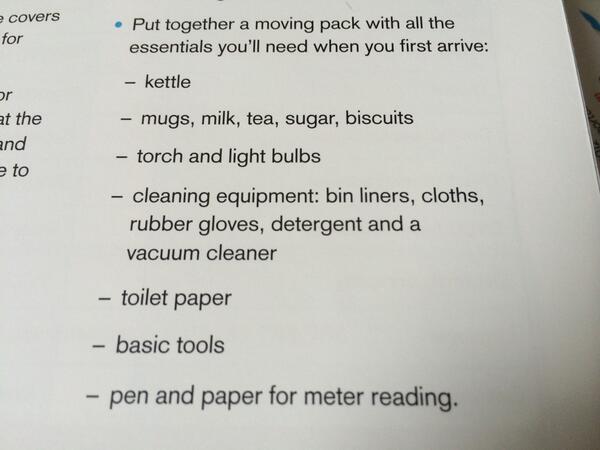 e covers
for
or
at the
and
e to
• Put together a moving pack with all the
essentials you'll need when you first arrive:
– kettle
– mugs, milk, tea, sugar, biscuits
– torch and light bulbs
– cleaning equipment: bin liners, cloths,
rubber gloves, detergent and a
vacuum cleaner
– toilet paper
– basic tools
– pen and paper for meter reading.